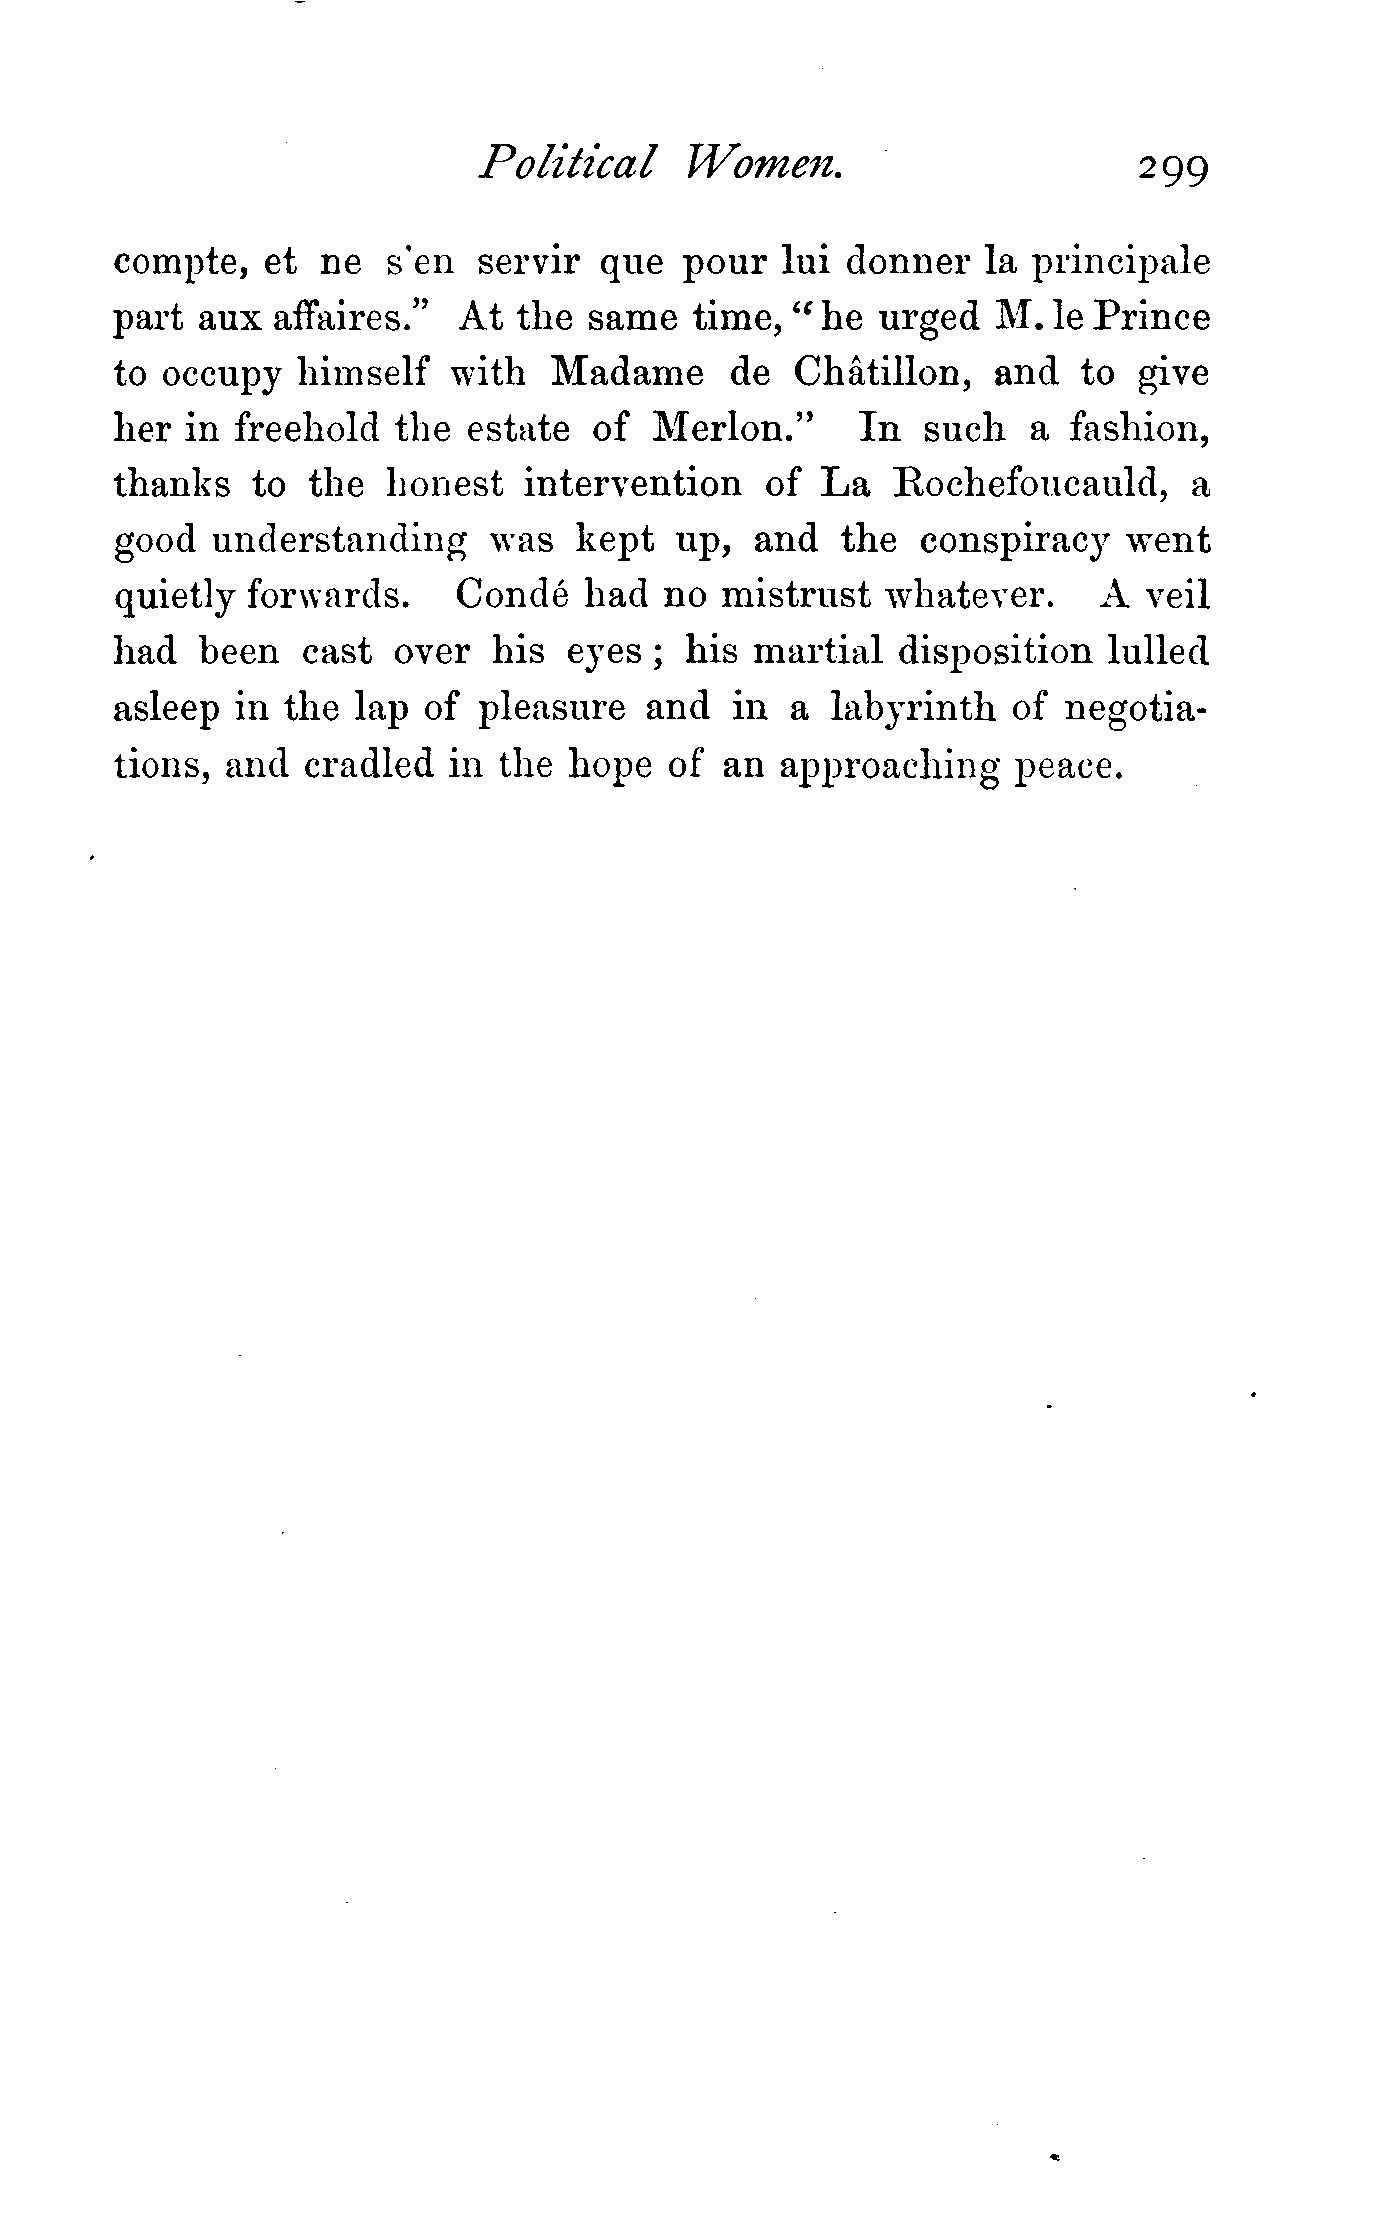 Political Women. 299
compte, et ne s'en servir que pour lui donner la principale
part aux affaires." At the same time, "he urged M. le Prince
to occupy himself with Madame de Châtillon, and to give
her in freehold the estate of Merlon." In such a fashion,
thanks to the honest intervention of La Rochefoucauld, a
good understanding was kept up, and the conspiracy went
quietly forwards. Condé had no mistrust whatever. A veil
had been cast over his eyes; his martial disposition lulled
asleep in the lap of pleasure and in a labyrinth of negotia-
tions, and cradled in the hope of an approaching peace.